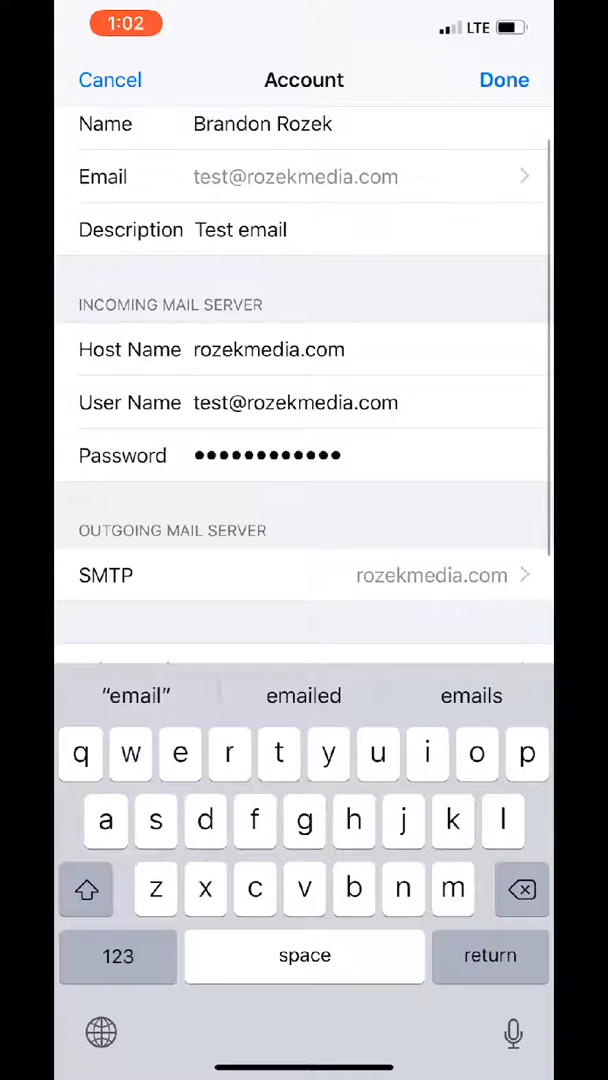 1:02
LTE
Cancel Account Done
Name Brandon Rozek
Email test@rozekmedia.com
Description Test email
INCOMING MAIL SERVER
Host Name rozekmedia.com
User Name test@rozekmedia.com
Password ••••••••••••
OUTGOING MAIL SERVER
SMTP rozekmedia.com
“email” emailed emails
q w e r t y u i o p
a s d f g h j k l
z x c v b n m
123 space return